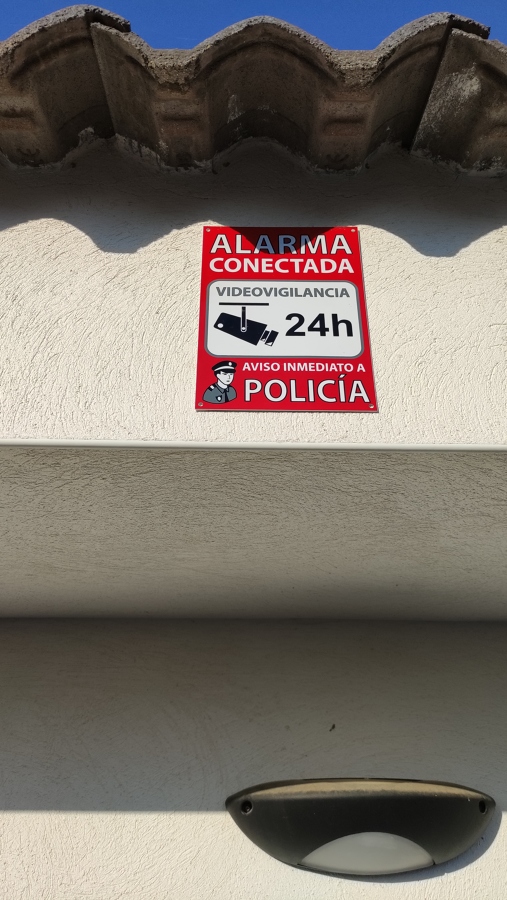 ALARMA
CONECTADA
VIDEOVIGILANCIA
24h
AVISO INMEDIATO A
POLICÍA